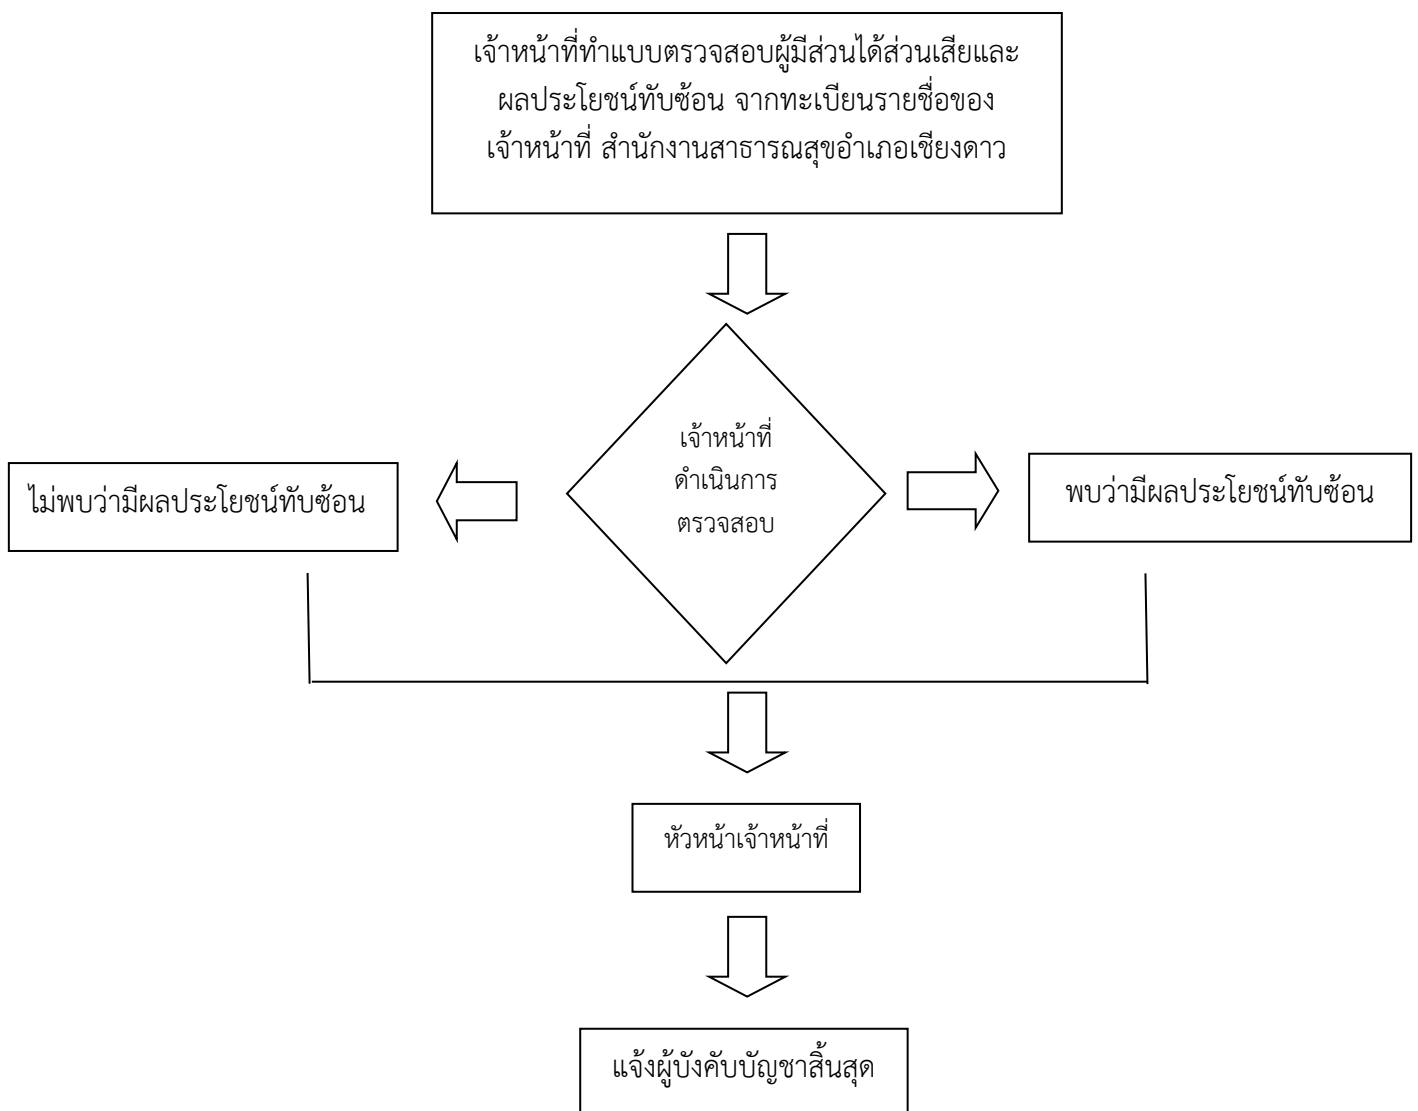 เจ้าหน้าที่ทำแบบตรวจสอบผู้มีส่วนได้ส่วนเสียและ
ผลประโยชน์ทับซ้อน จากทะเบียนรายชื่อของ
เจ้าหน้าที่ สำนักงานสาธารณสุขอำเภอเชียงดาว
เจ้าหน้าที่
ดำเนินการ
ตรวจสอบ
ไม่พบว่ามีผลประโยชน์ทับซ้อน
พบว่ามีผลประโยชน์ทับซ้อน
หัวหน้าเจ้าหน้าที่
แจ้งผู้บังคับบัญชาสิ้นสุด